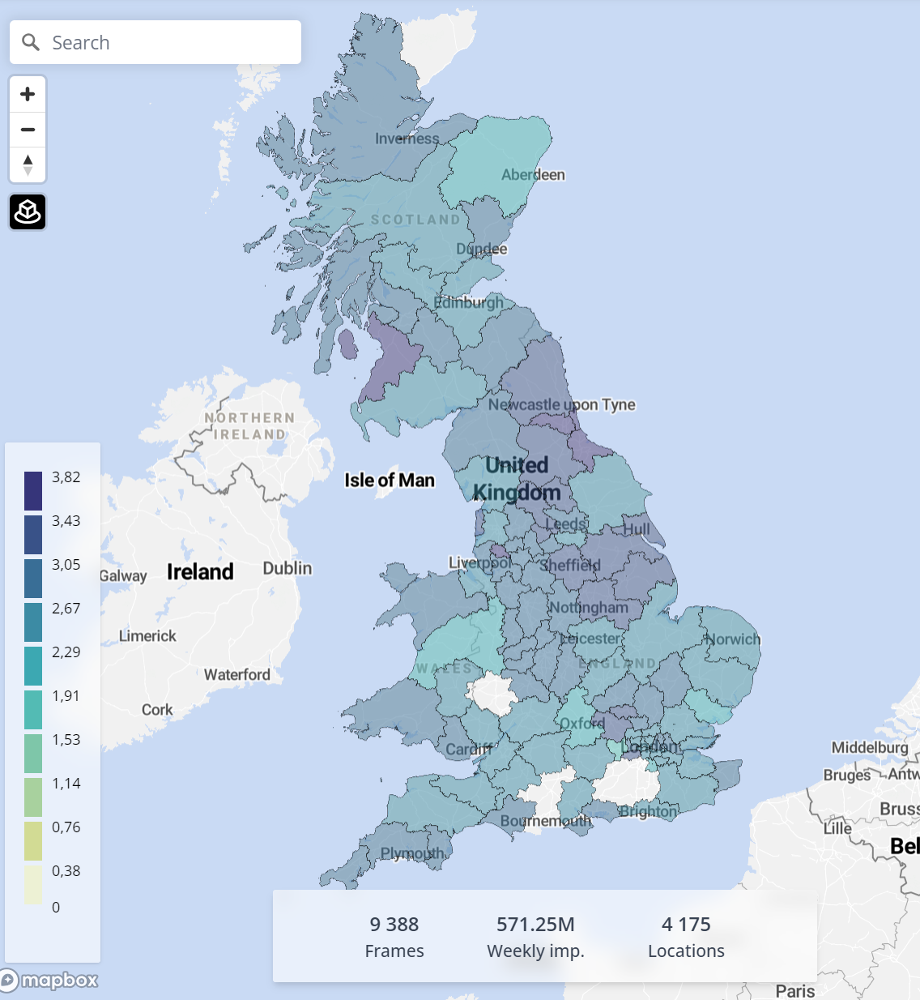 Search
Inverness
Aberdeen
SCOTLAND
Dundee
Edinburgh
NORTHERN
IRELAND
Newcastle upon Tyne
United
Kingdom
Isle of Man
Leeds
Hull
Liverpool
Sheffield
Ireland
Dublin
Galway
Nottingham
Limerick
Leicester
Norwich
WALES
ENGLAND
Waterford
Cork
Oxford
Cardiff
London
Middelburg
Bruges
Antw
Brighton
Bournemouth
Bruss
Lille
Bel
Plymouth
3,82
3,43
3,05
2,67
2,29
1,91
1,53
1,14
0,76
0,38
0
9 388
Frames
571.25M
Weekly imp.
4 175
Locations
mapbox
Paris